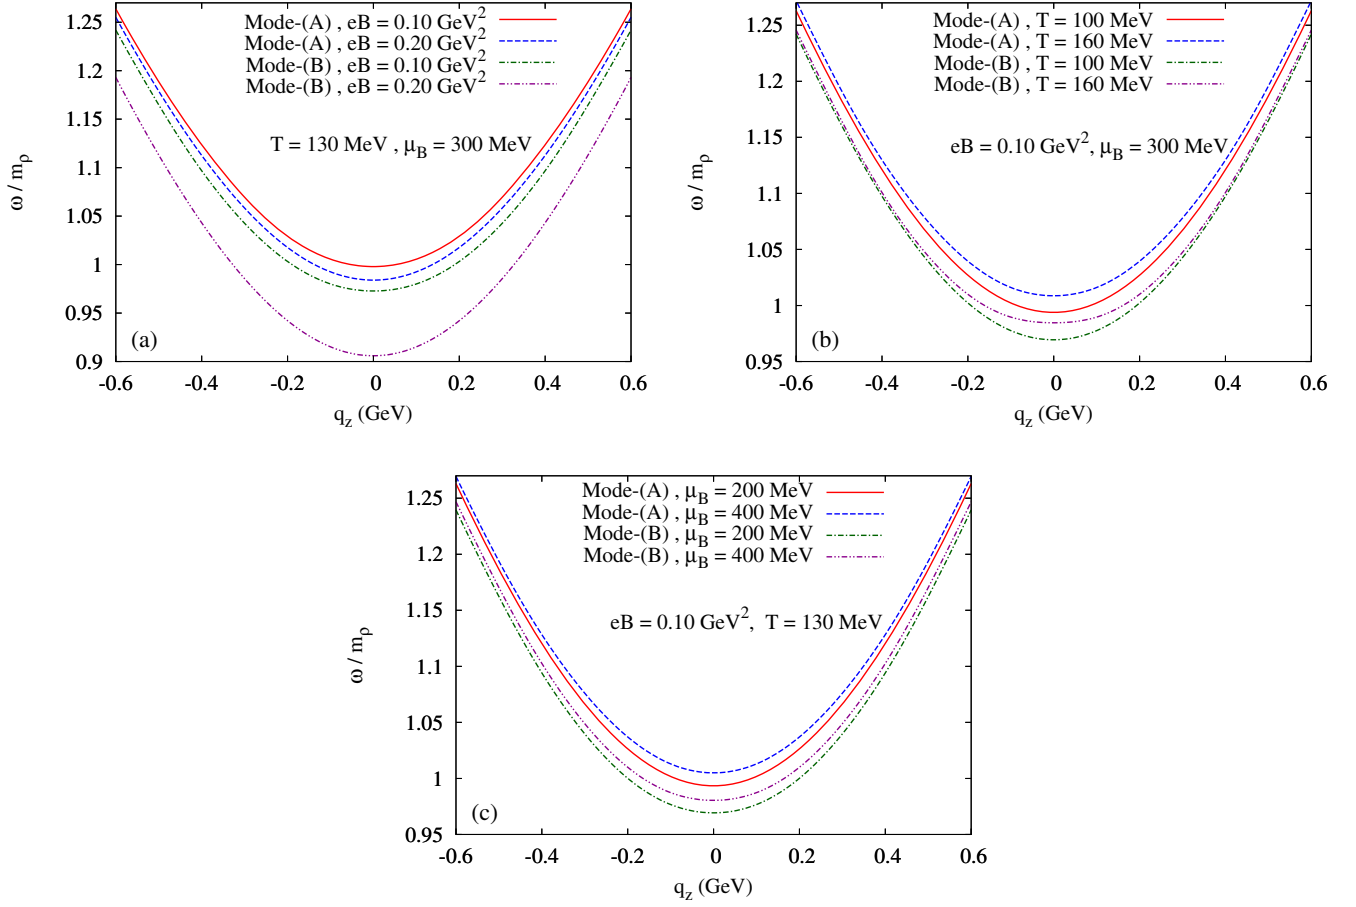 Mode-(A) , eB = 0.10 GeV²
Mode-(A) , eB = 0.20 GeV²
Mode-(B) , eB = 0.10 GeV²
Mode-(B) , eB = 0.20 GeV²
T = 130 MeV , μ_B = 300 MeV
(a)
ω / m_ρ
1.25
1.2
1.15
1.1
1.05
1
0.95
0.9
-0.6 -0.4 -0.2 0 0.2 0.4 0.6
q_z (GeV)
Mode-(A) , T = 100 MeV
Mode-(A) , T = 160 MeV
Mode-(B) , T = 100 MeV
Mode-(B) , T = 160 MeV
eB = 0.10 GeV², μ_B = 300 MeV
(b)
ω / m_ρ
1.25
1.2
1.15
1.1
1.05
1
0.95
-0.6 -0.4 -0.2 0 0.2 0.4 0.6
q_z (GeV)
Mode-(A) , μ_B = 200 MeV
Mode-(A) , μ_B = 400 MeV
Mode-(B) , μ_B = 200 MeV
Mode-(B) , μ_B = 400 MeV
eB = 0.10 GeV², T = 130 MeV
(c)
ω / m_ρ
1.25
1.2
1.15
1.1
1.05
1
0.95
-0.6 -0.4 -0.2 0 0.2 0.4 0.6
q_z (GeV)